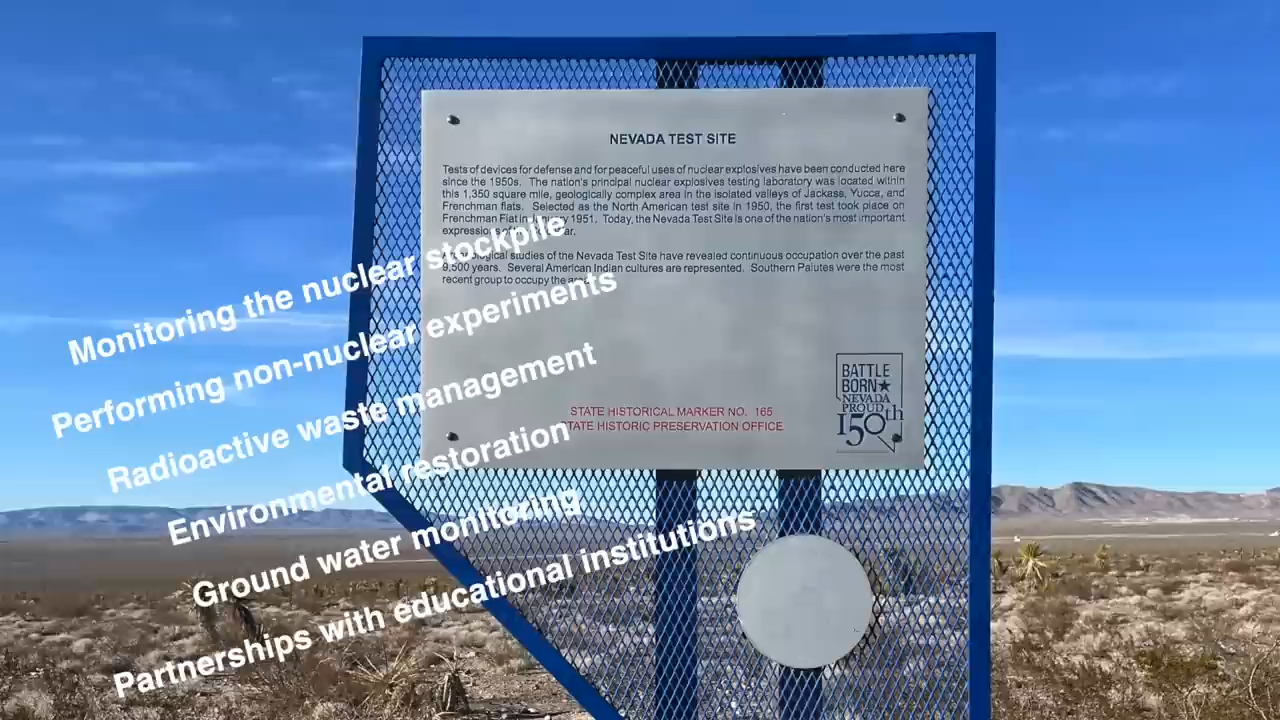 NEVADA TEST SITE
Tests of devices for defense and for peaceful uses of nuclear explosives have been conducted here
since the 1950s. The nation's principal nuclear explosives testing laboratory was located within
this 1,350 square mile, geologically complex area in the isolated valleys of Jackass, Yucca, and
Frenchman flats. Selected as the North American test site in 1950, the first test took place on
Frenchman Flat in 1951. Today, the Nevada Test Site is one of the nation's most important
expressions of
studies of the Nevada Test Site have revealed continuous occupation over the past
9,500 years. Several American Indian cultures are represented. Southern Paiutes were the most
recent group to occupy the area.
Monitoring the nuclear stockpile
Performing non-nuclear experiments
Radioactive waste management
Environmental restoration
Ground water monitoring
Partnerships with educational institutions
STATE HISTORICAL MARKER NO. 165
STATE HISTORIC PRESERVATION OFFICE
BATTLE
BORN★
NEVADA
PROUD
150th